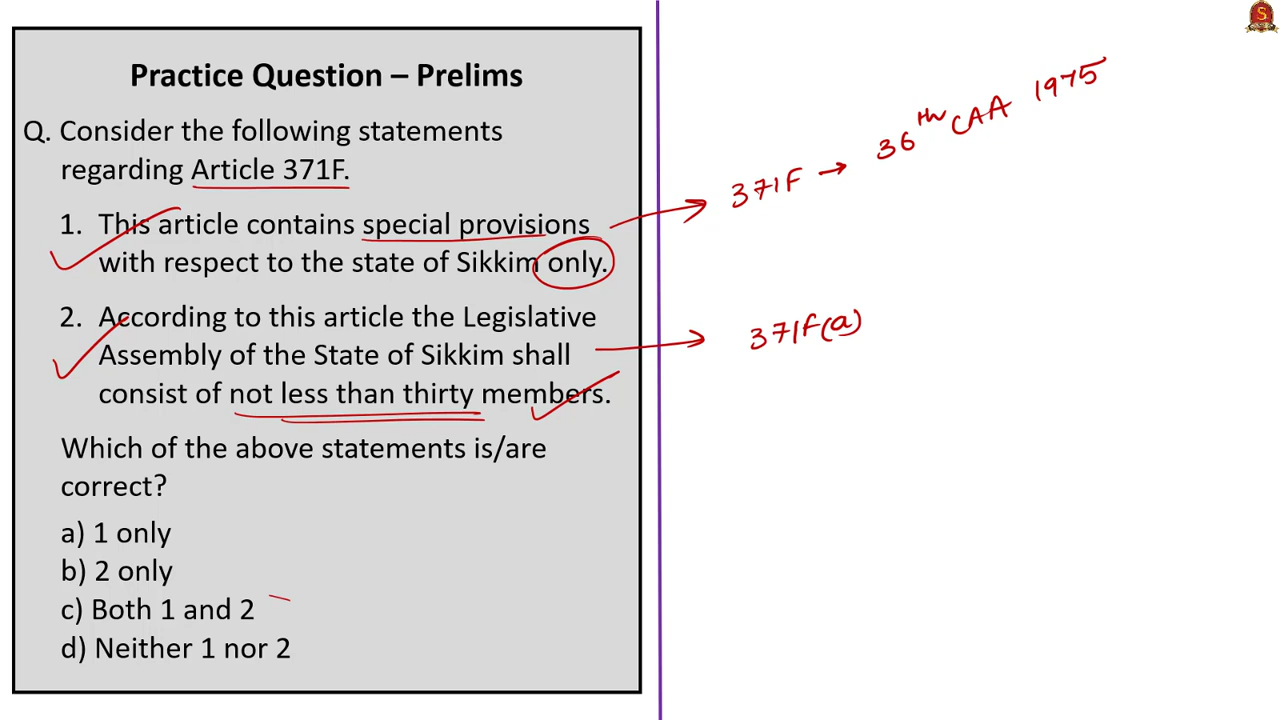 Practice Question – Prelims
Q. Consider the following statements
regarding Article 371F.
1. This article contains special provisions
with respect to the state of Sikkim only.
2. According to this article the Legislative
Assembly of the State of Sikkim shall
consist of not less than thirty members.
Which of the above statements is/are
correct?
a) 1 only
b) 2 only
c) Both 1 and 2
d) Neither 1 nor 2
371F → 36th CAA 1975
371F(a)
S